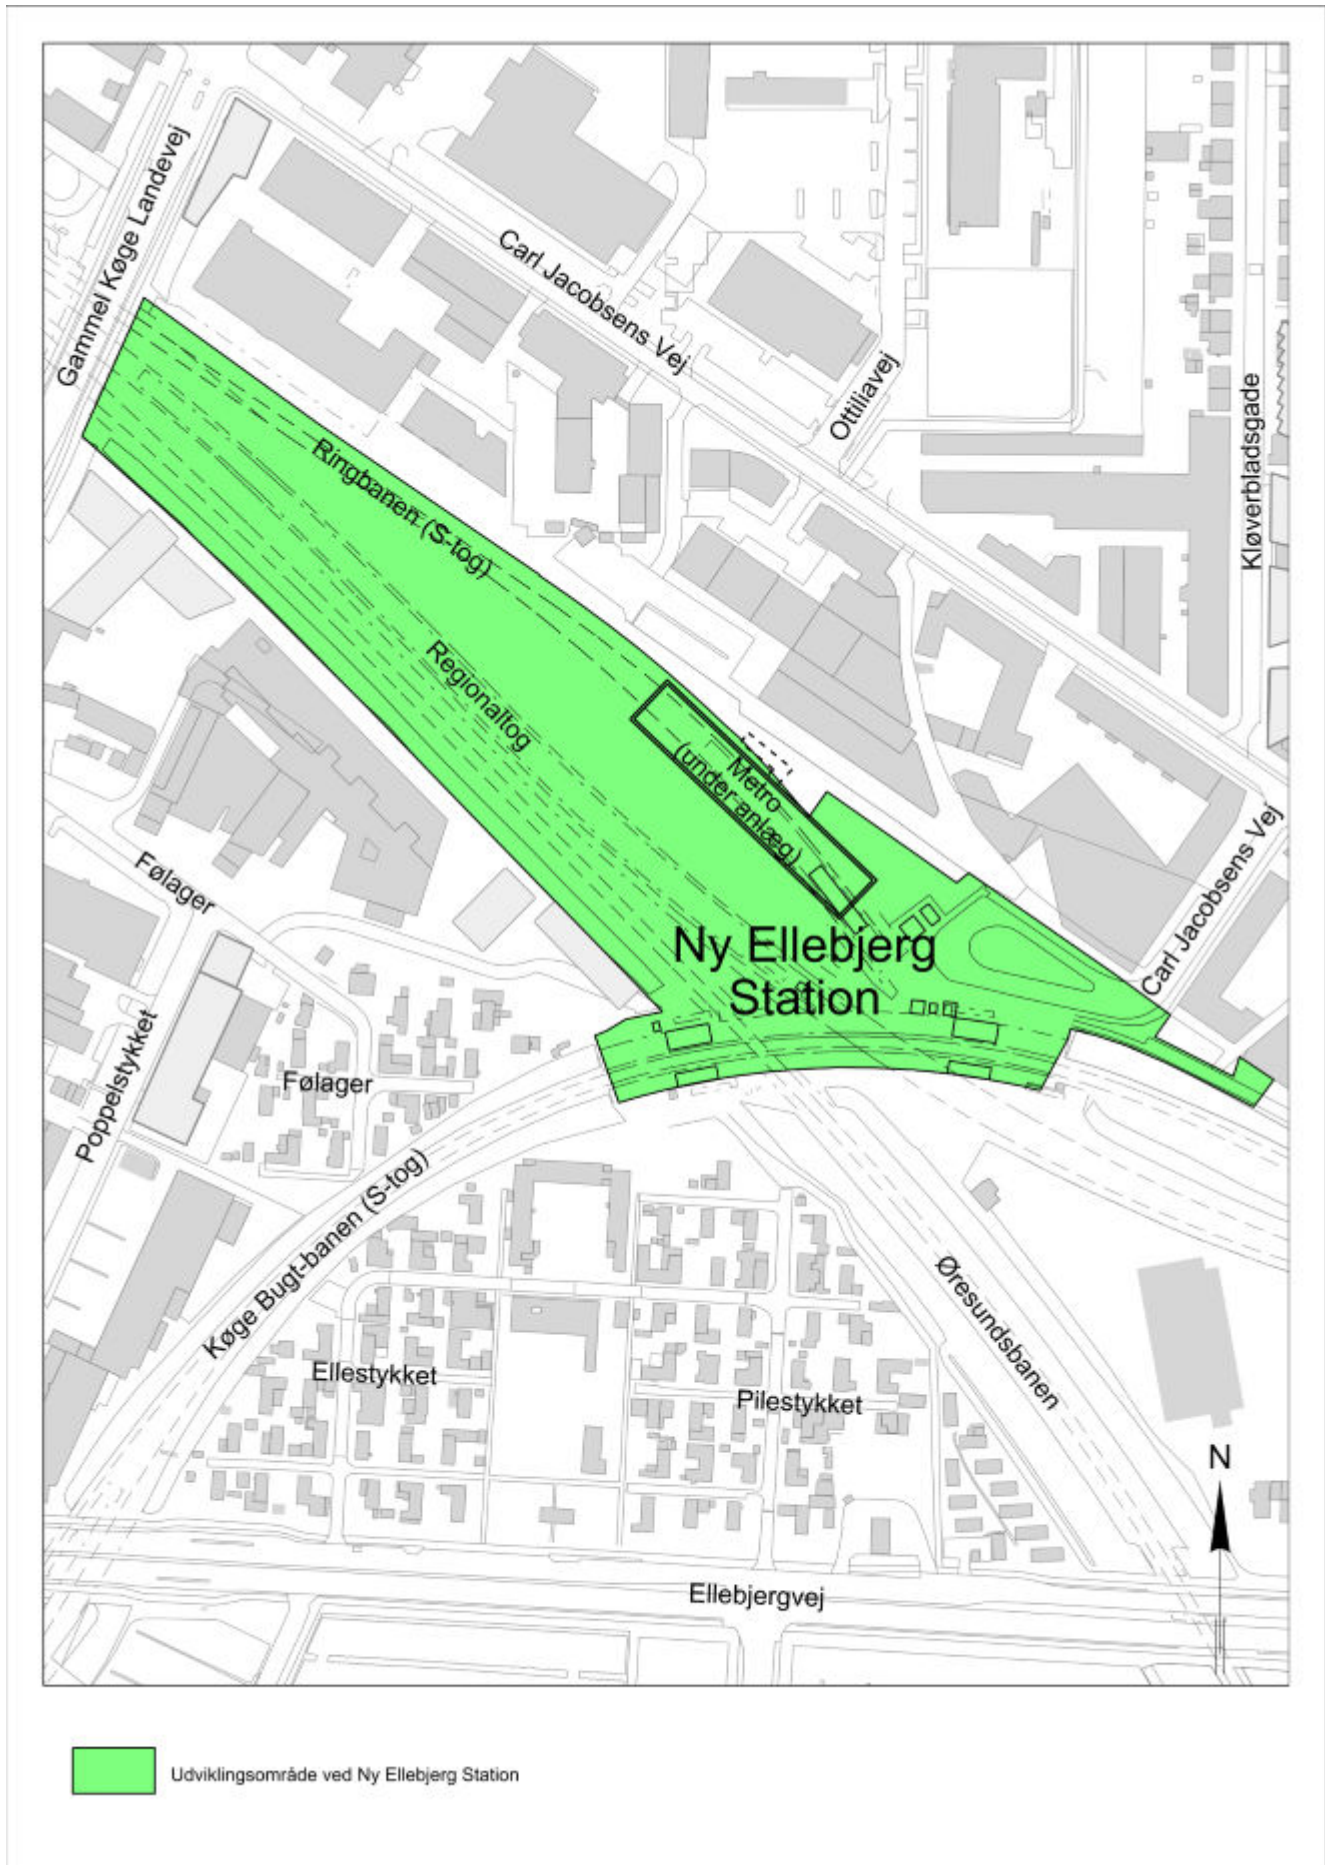 Gammel Køge Landevej
Carl Jacobsens Vej
Ottiliavej
Kløverbladsgade
Ringbanen (S-tog)
Regionaltog
Metro
(under anlæg)
Carl Jacobsens Vej
Følager
Ny Ellebjerg
Station
Poppelstykket
Følager
Køge Bugt-banen (S-tog)
Øresundsbanen
Ellestykket
Pilestykket
N
Ellebjergvej
Udviklingsområde ved Ny Ellebjerg Station